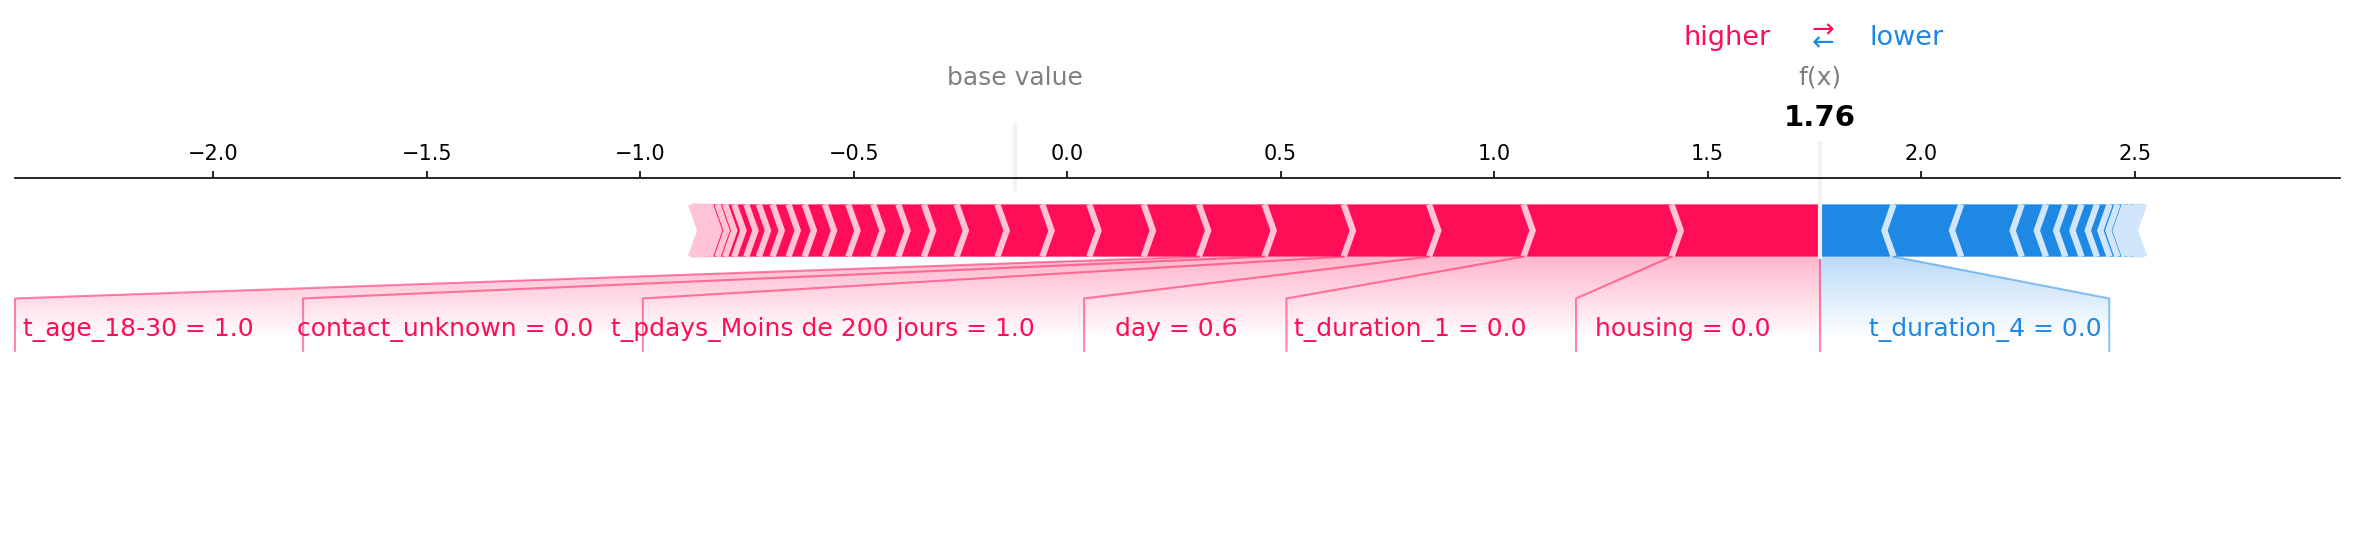 higher ⇄ lower
base value f(x)
1.76
−2.0 −1.5 −1.0 −0.5 0.0 0.5 1.0 1.5 2.0 2.5
t_age_18-30 = 1.0 contact_unknown = 0.0 t_pdays_Moins de 200 jours = 1.0 day = 0.6 t_duration_1 = 0.0 housing = 0.0 t_duration_4 = 0.0